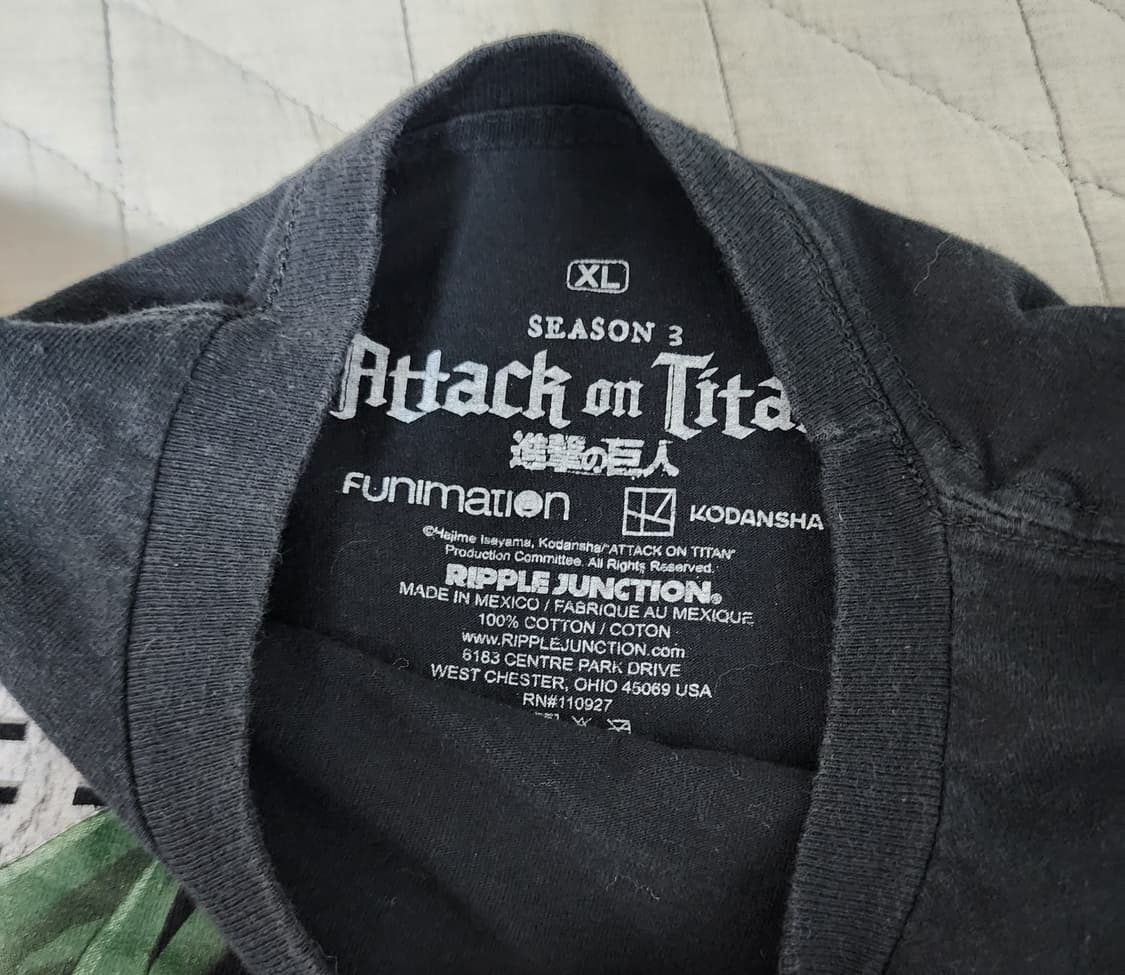 XL
SEASON 3
Attack on Tita
進撃の巨人
FUNIMATION KODANSHA
©Hajime Isayama, Kodansha/"ATTACK ON TITAN"
Production Committee. All Rights Reserved.
RIPPLE JUNCTION®
MADE IN MEXICO / FABRIQUE AU MEXIQUE
100% COTTON / COTON
www.RIPPLEJUNCTION.com
6183 CENTRE PARK DRIVE
WEST CHESTER, OHIO 45069 USA
RN#110927